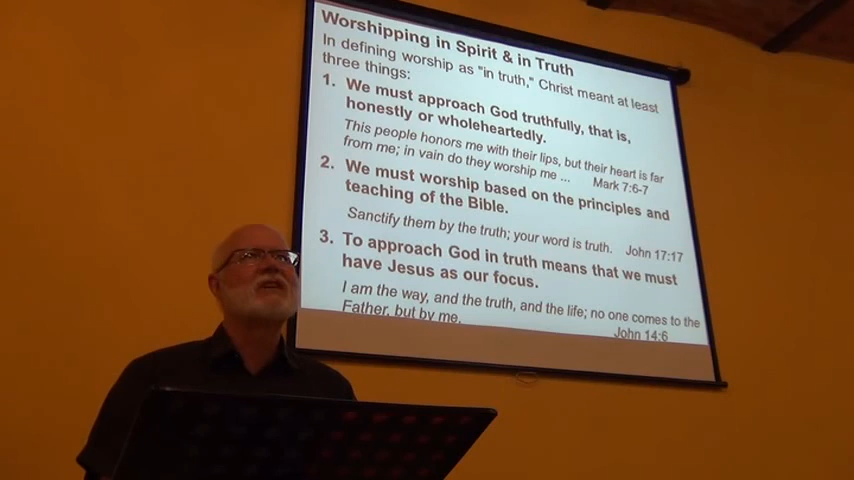 Worshipping in Spirit & in Truth
In defining worship as "in truth," Christ meant at least
three things:
1. We must approach God truthfully, that is,
honestly or wholeheartedly.
This people honors me with their lips, but their heart is far
from me; in vain do they worship me ... Mark 7:6-7
2. We must worship based on the principles and
teaching of the Bible.
Sanctify them by the truth; your word is truth. John 17:17
3. To approach God in truth means that we must
have Jesus as our focus.
I am the way, and the truth, and the life; no one comes to the
Father, but by me. John 14:6